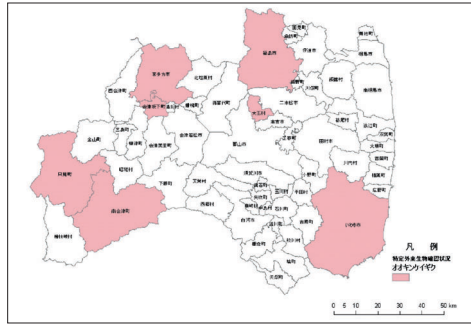 国見町
新地町
桑折町
伊達市
福島市
相馬市
喜多方市
北塩原村
川俣町
飯舘村
南相馬市
西会津町
会津坂下町
湯川村
磐梯町
猪苗代町
大玉村
二本松市
本宮市
葛尾村
浪江町
双葉町
三島町
金山町
柳津町
会津美里町
会津若松市
郡山市
三春町
田村市
大熊町
川内村
富岡町
只見町
昭和村
下郷町
天栄村
須賀川市
小野町
楢葉町
広野町
鏡石町
玉川村
平田村
南会津町
西郷村
矢吹町
石川町
白河市
古殿町
いわき市
浅川町
棚倉町
鮫川村
檜枝岐村
塙町
矢祭町
凡 例
特定外来生物確認状況
オオキンケイギク
0 5 10 20 30 40 50 km